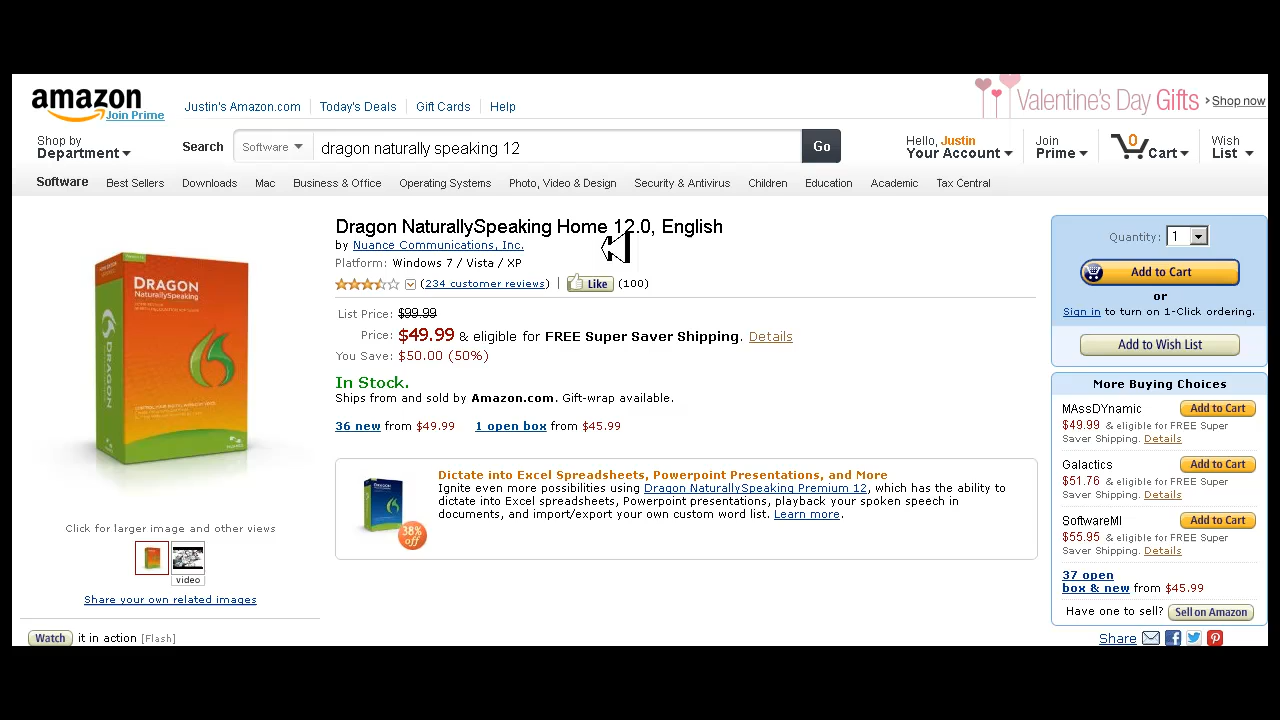 amazon
Join Prime
Justin's Amazon.com
Today's Deals
Gift Cards
Help
Valentine's Day Gifts
Shop now
Shop by
Department
Search
Software
dragon naturally speaking 12
Go
Hello, Justin
Your Account
Join
Prime
0
Cart
Wish
List
Software
Best Sellers
Downloads
Mac
Business & Office
Operating Systems
Photo, Video & Design
Security & Antivirus
Children
Education
Academic
Tax Central
DRAGON
NaturallySpeaking
DRAGON
Click for larger image and other views
video
Share your own related images
Watch it in action [Flash]
Dragon NaturallySpeaking Home 12.0, English
by Nuance Communications, Inc.
Platform: Windows 7 / Vista / XP
(234 customer reviews) | Like (100)
List Price: $99.99
Price: $49.99 & eligible for FREE Super Saver Shipping. Details
You Save: $50.00 (50%)
In Stock.
Ships from and sold by Amazon.com. Gift-wrap available.
36 new from $49.99 1 open box from $45.99
38% off
Dictate into Excel Spreadsheets, Powerpoint Presentations, and More
Ignite even more possibilities using Dragon NaturallySpeaking Premium 12, which has the ability to
dictate into Excel spreadsheets, Powerpoint presentations, playback your spoken speech in
documents, and import/export your own custom word list. Learn more.
Quantity: 1
Add to Cart
or
Sign in to turn on 1-Click ordering.
Add to Wish List
More Buying Choices
MAssDYnamic
Add to Cart
$49.99 & eligible for FREE Super
Saver Shipping. Details
Galactics
Add to Cart
$51.76 & eligible for FREE Super
Saver Shipping. Details
SoftwareMI
Add to Cart
$55.95 & eligible for FREE Super
Saver Shipping. Details
37 open
box & new from $45.99
Have one to sell? Sell on Amazon
Share